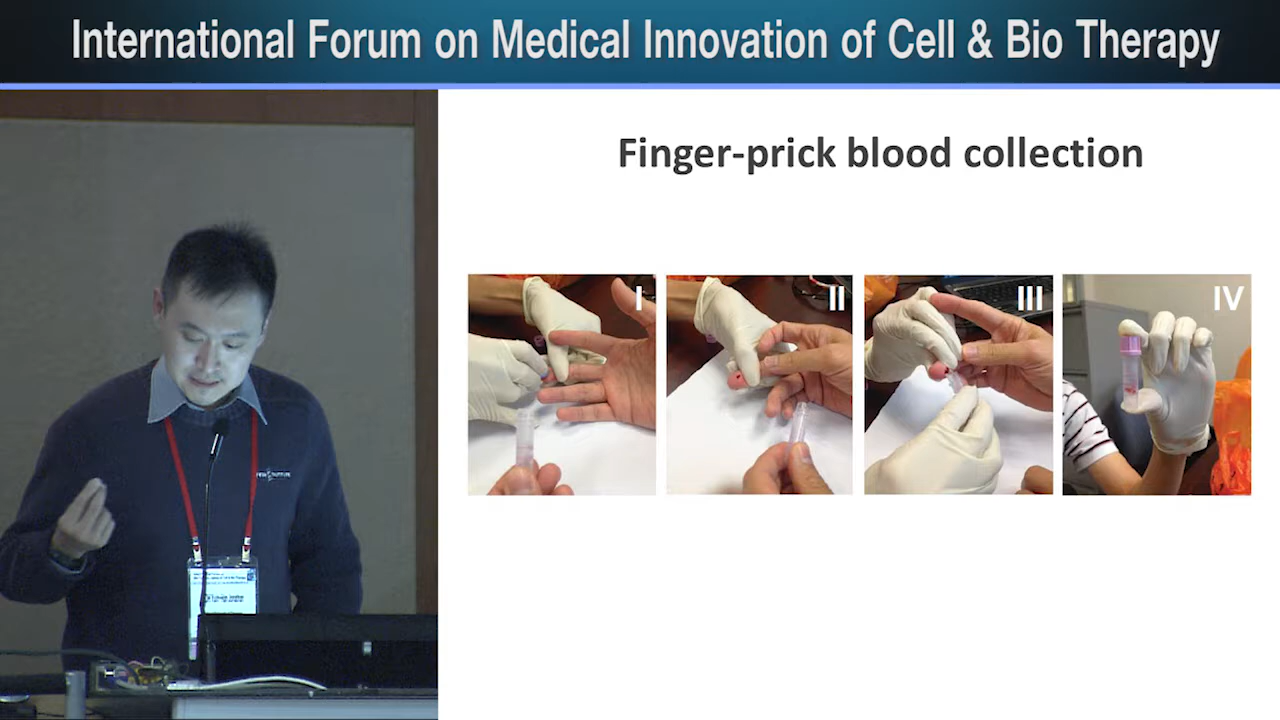 International Forum on Medical Innovation of Cell & Bio Therapy
Finger-prick blood collection
I
II
III
IV